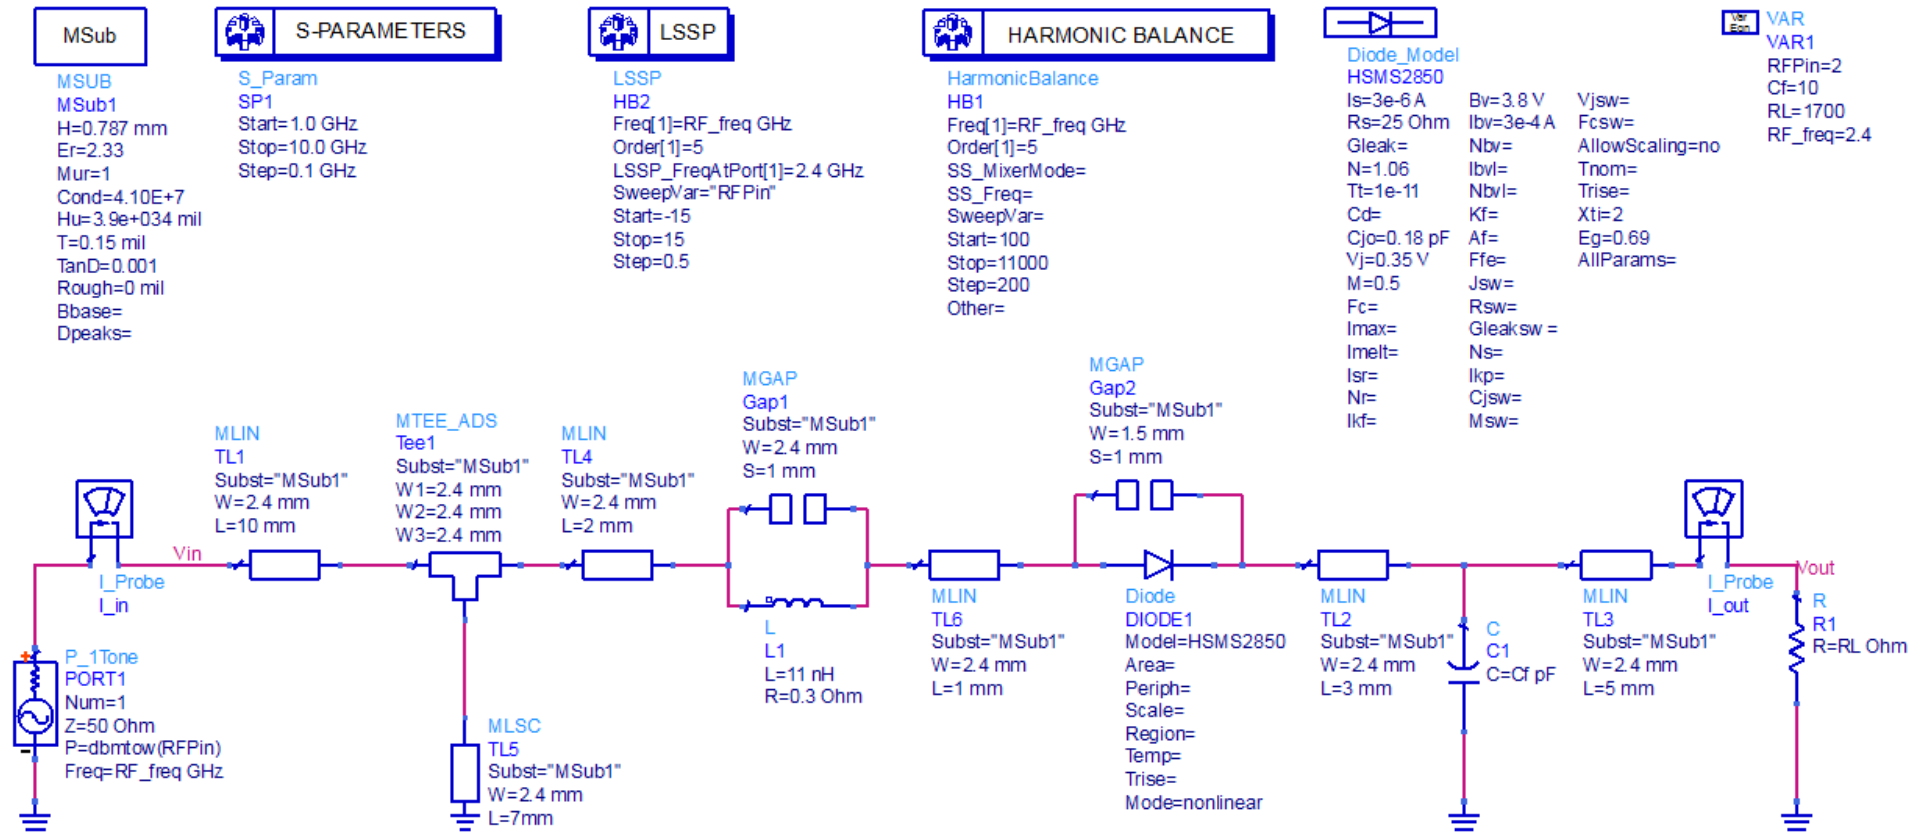 MSub
MSUB
MSub1
H=0.787 mm
Er=2.33
Mur=1
Cond=4.10E+7
Hu=3.9e+034 mil
T=0.15 mil
TanD=0.001
Rough=0 mil
Bbase=
Dpeaks=
S-PARAMETERS
S_Param
SP1
Start=1.0 GHz
Stop=10.0 GHz
Step=0.1 GHz
LSSP
LSSP
HB2
Freq[1]=RF_freq GHz
Order[1]=5
LSSP_FreqAtPort[1]=2.4 GHz
SweepVar="RFPin"
Start=-15
Stop=15
Step=0.5
HARMONIC BALANCE
HarmonicBalance
HB1
Freq[1]=RF_freq GHz
Order[1]=5
SS_MixerMode=
SS_Freq=
SweepVar=
Start=100
Stop=11000
Step=200
Other=
Diode_Model
HSMS2850
Is=3e-6 A
Rs=25 Ohm
Gleak=
N=1.06
Tt=1e-11
Cd=
Cjo=0.18 pF
Vj=0.35 V
M=0.5
Fc=
Imax=
Imelt=
Isr=
Nr=
Ikf=
Bv=3.8 V
Ibv=3e-4 A
Nbv=
Ibvl=
Nbvl=
Kf=
Af=
Ffe=
Jsw=
Rsw=
Gleaksw =
Ns=
Ikp=
Cjsw=
Msw=
Vjsw=
Fcsw=
AllowScaling=no
Tnom=
Trise=
Xti=2
Eg=0.69
AllParams=
Var
Eqn
VAR
VAR1
RFPin=2
Cf=10
RL=1700
RF_freq=2.4
I_Probe
I_in
Vin
P_1Tone
PORT1
Num=1
Z=50 Ohm
P=dbmtow(RFPin)
Freq=RF_freq GHz
MLIN
TL1
Subst="MSub1"
W=2.4 mm
L=10 mm
MTEE_ADS
Tee1
Subst="MSub1"
W1=2.4 mm
W2=2.4 mm
W3=2.4 mm
MLSC
TL5
Subst="MSub1"
W=2.4 mm
L=7mm
MLIN
TL4
Subst="MSub1"
W=2.4 mm
L=2 mm
MGAP
Gap1
Subst="MSub1"
W=2.4 mm
S=1 mm
L
L1
L=11 nH
R=0.3 Ohm
MLIN
TL6
Subst="MSub1"
W=2.4 mm
L=1 mm
MGAP
Gap2
Subst="MSub1"
W=1.5 mm
S=1 mm
Diode
DIODE1
Model=HSMS2850
Area=
Periph=
Scale=
Region=
Temp=
Trise=
Mode=nonlinear
MLIN
TL2
Subst="MSub1"
W=2.4 mm
L=3 mm
C
C1
C=Cf pF
MLIN
TL3
Subst="MSub1"
W=2.4 mm
L=5 mm
I_Probe
I_out
Vout
R
R1
R=RL Ohm